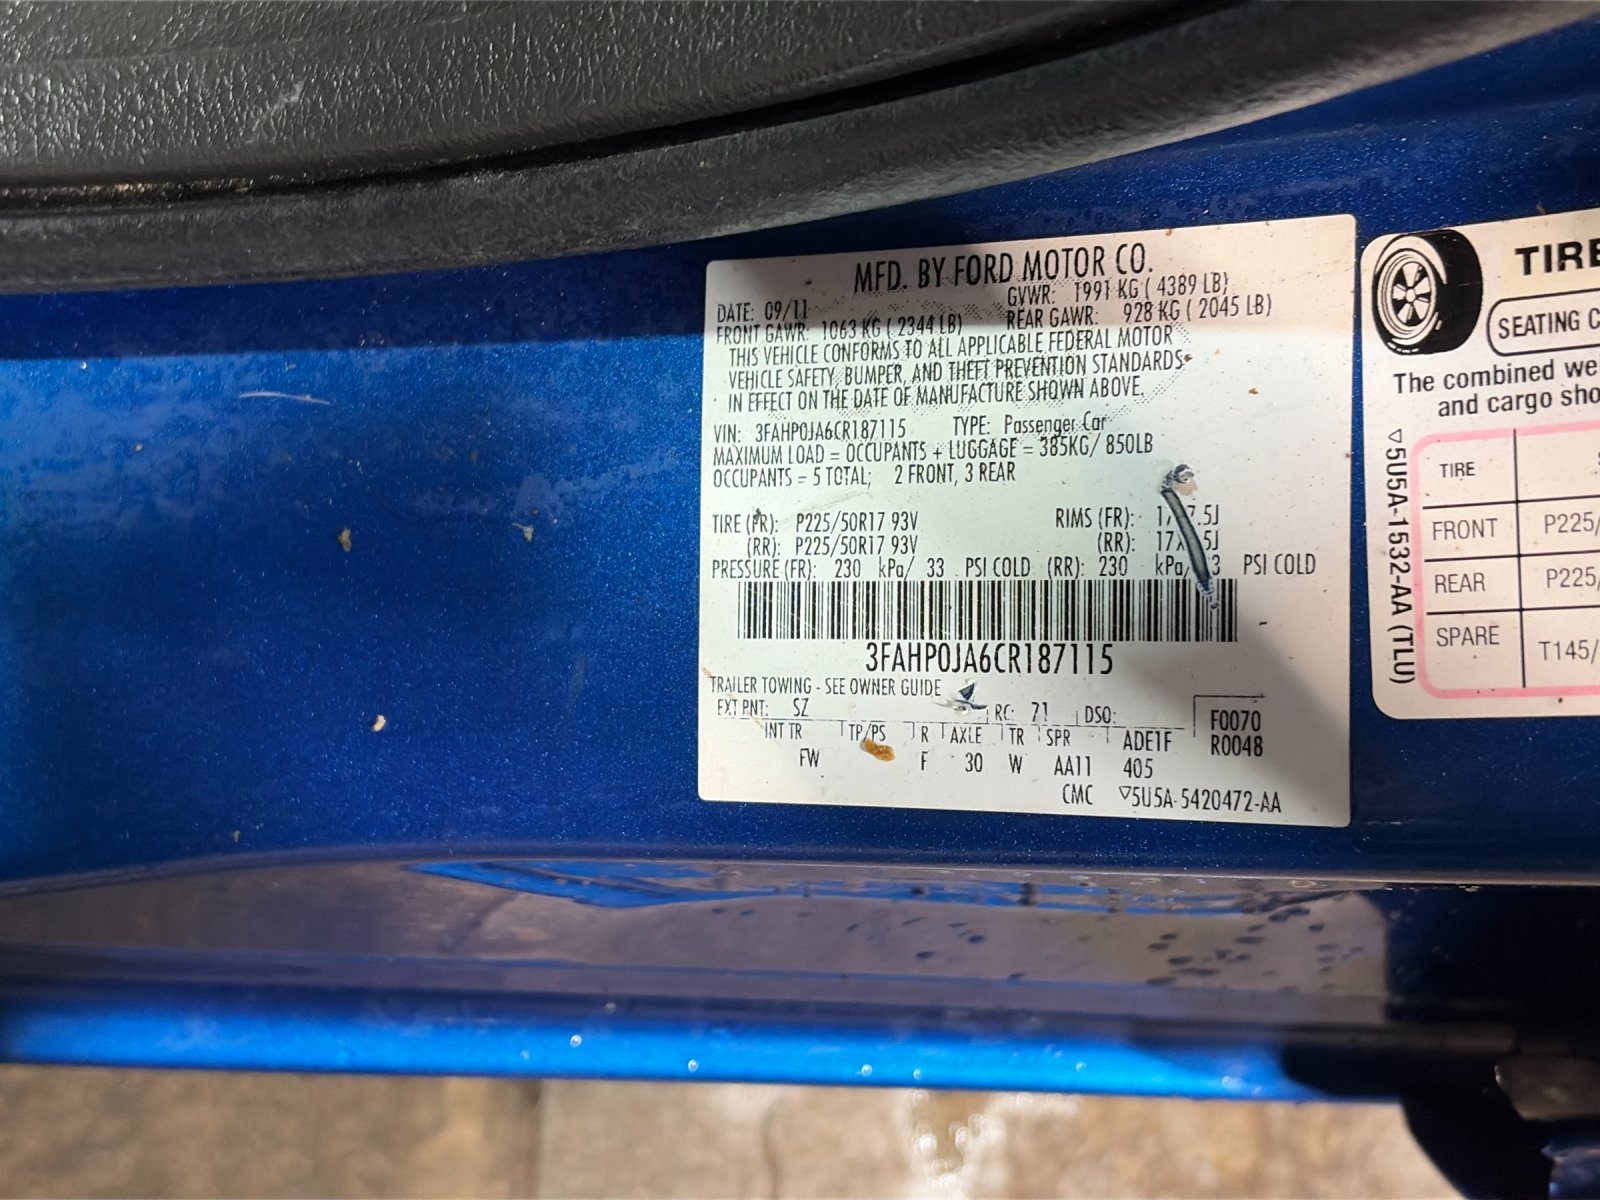 MFD. BY FORD MOTOR CO.
DATE: 09/11 GVWR: 1991 KG ( 4389 LB)
FRONT GAWR: 1063 KG ( 2344 LB) REAR GAWR: 928 KG ( 2045 LB)
THIS VEHICLE CONFORMS TO ALL APPLICABLE FEDERAL MOTOR
VEHICLE SAFETY, BUMPER, AND THEFT PREVENTION STANDARDS
IN EFFECT ON THE DATE OF MANUFACTURE SHOWN ABOVE.
VIN: 3FAHP0JA6CR187115 TYPE: Passenger Car
MAXIMUM LOAD = OCCUPANTS + LUGGAGE = 385KG/ 850LB
OCCUPANTS = 5 TOTAL; 2 FRONT, 3 REAR
TIRE (FR): P225/50R17 93V RIMS (FR): 7.5J
(RR): P225/50R17 93V (RR): 17X 5J
PRESSURE (FR): 230 kPa/ 33 PSI COLD (RR): 230 kPa/ 3 PSI COLD
3FAHP0JA6CR187115
TRAILER TOWING - SEE OWNER GUIDE
EXT PNT: SZ RC: 71 DSO: F0070
INT TR TP/PS R AXLE TR SPR ADE1F R0048
FW F 30 W AA11 405
CMC ▽5U5A-5420472-AA
TIRE
SEATING C
The combined wei
and cargo sho
▽5U5A-1532-AA (TLU)
TIRE
FRONT P225/
REAR P225/
SPARE T145/